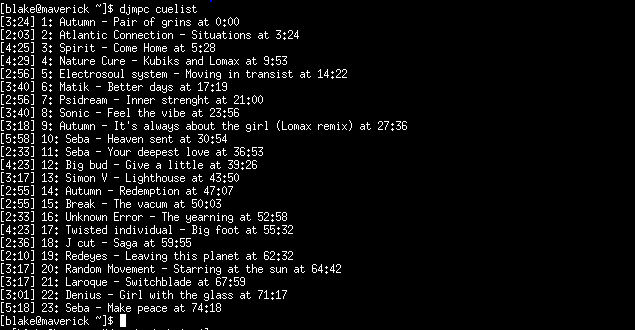 [blake@maverick ~]$ djmpc cuelist
[3:24] 1: Autumn - Pair of grins at 0:00
[2:03] 2: Atlantic Connection - Situations at 3:24
[4:25] 3: Spirit - Come Home at 5:28
[4:29] 4: Nature Cure - Kubiks and Lomax at 9:53
[2:56] 5: Electrosoul system - Moving in transist at 14:22
[3:40] 6: Matik - Better days at 17:19
[2:56] 7: Psidream - Inner strenght at 21:00
[3:40] 8: Sonic - Feel the vibe at 23:56
[3:18] 9: Autumn - It's always about the girl (Lomax remix) at 27:36
[5:58] 10: Seba - Heaven sent at 30:54
[2:33] 11: Seba - Your deepest love at 36:53
[4:23] 12: Big bud - Give a little at 39:26
[3:17] 13: Simon V - Lighthouse at 43:50
[2:55] 14: Autumn - Redemption at 47:07
[2:55] 15: Break - The vacum at 50:03
[2:33] 16: Unknown Error - The yearning at 52:58
[4:23] 17: Twisted individual - Big foot at 55:32
[2:36] 18: J cut - Saga at 59:55
[2:10] 19: Redeyes - Leaving this planet at 62:32
[3:17] 20: Random Movement - Starring at the sun at 64:42
[3:17] 21: Laroque - Switchblade at 67:59
[3:01] 22: Denius - Girl with the glass at 71:17
[5:18] 23: Seba - Make peace at 74:18
[blake@maverick ~]$